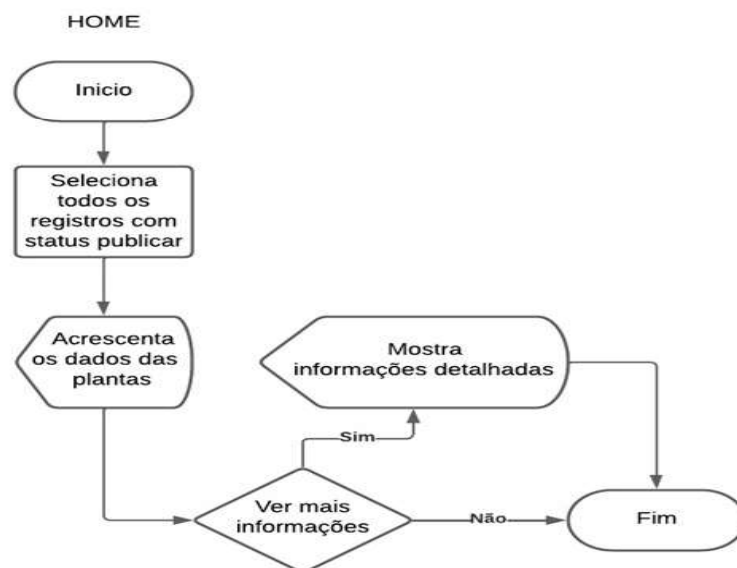 HOME
Inicio
Seleciona
todos os
registros com
status publicar
Acrescenta
os dados das
plantas
Mostra
informações detalhadas
Sim
Ver mais
informações
Não
Fim